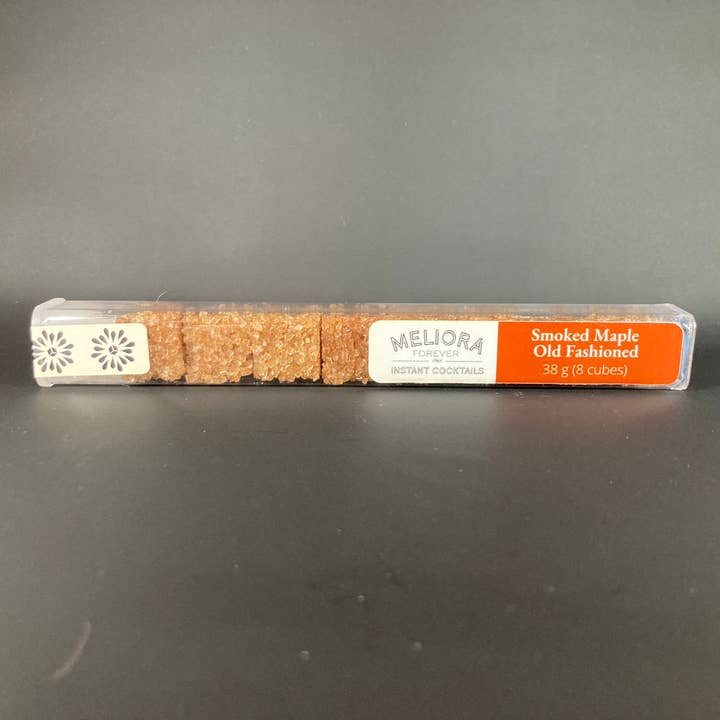 MELIORA
FOREVER
INSTANT COCKTAILS
Smoked Maple
Old Fashioned
38 g (8 cubes)